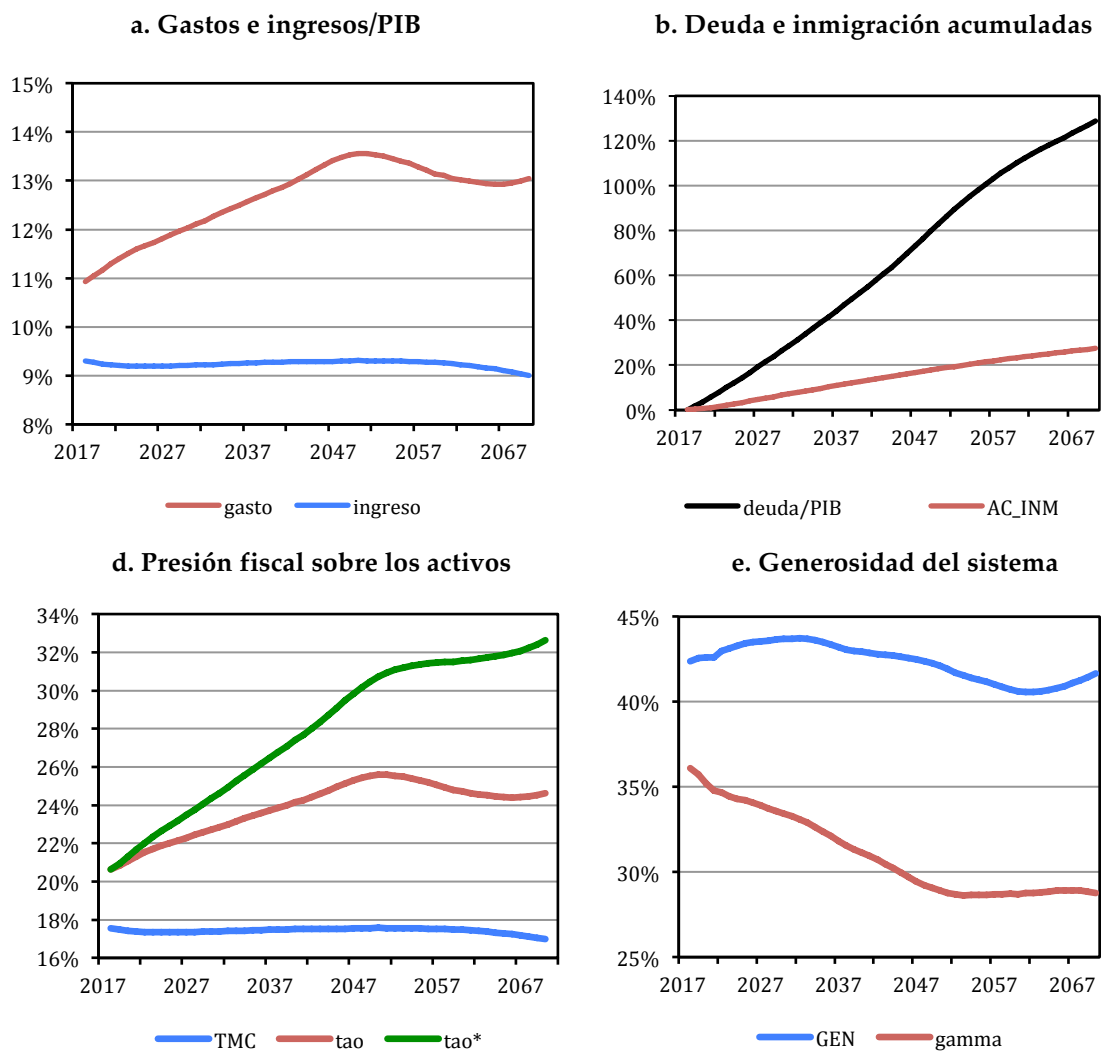 a. Gastos e ingresos/PIB
15%
14%
13%
12%
11%
10%
9%
8%
2017 2027 2037 2047 2057 2067
gasto ingreso
b. Deuda e inmigración acumuladas
140%
120%
100%
80%
60%
40%
20%
0%
2017 2027 2037 2047 2057 2067
deuda/PIB AC_INM
d. Presión fiscal sobre los activos
34%
32%
30%
28%
26%
24%
22%
20%
18%
16%
2017 2027 2037 2047 2057 2067
TMC tao tao*
e. Generosidad del sistema
45%
40%
35%
30%
25%
2017 2027 2037 2047 2057 2067
GEN gamma